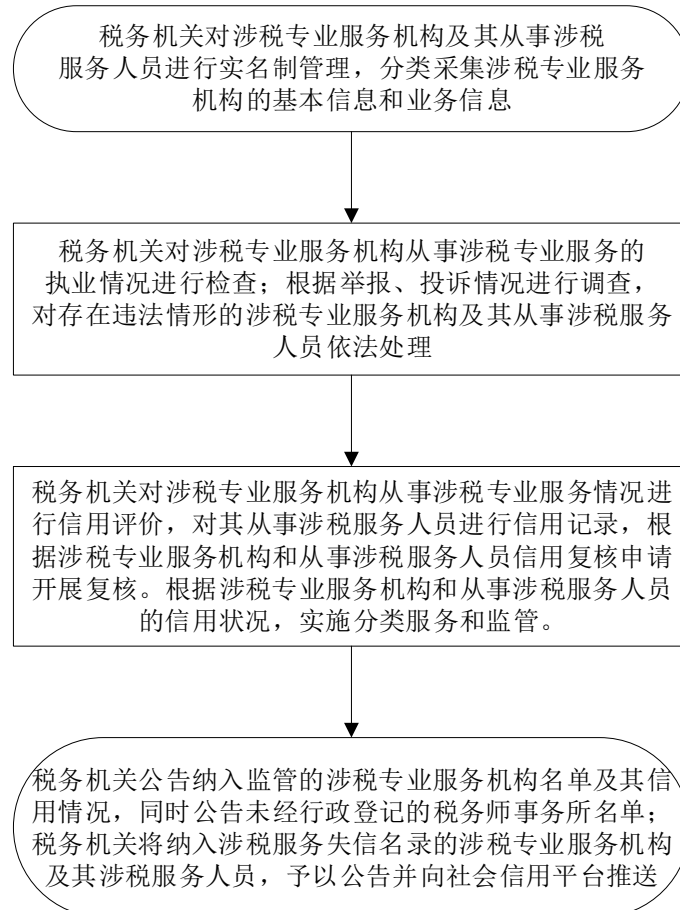 税务机关对涉税专业服务机构及其从事涉税
服务人员进行实名制管理，分类采集涉税专业服务
机构的基本信息和业务信息
税务机关对涉税专业服务机构从事涉税专业服务的
执业情况进行检查；根据举报、投诉情况进行调查，
对存在违法情形的涉税专业服务机构及其从事涉税服务
人员依法处理
税务机关对涉税专业服务机构从事涉税专业服务情况进
行信用评价，对其从事涉税服务人员进行信用记录，根
据涉税专业服务机构和从事涉税服务人员信用复核申请
开展复核。根据涉税专业服务机构和从事涉税服务人员
的信用状况，实施分类服务和监管。
税务机关公告纳入监管的涉税专业服务机构名单及其信
用情况，同时公告未经行政登记的税务师事务所名单；
税务机关将纳入涉税服务失信名录的涉税专业服务机构
及其涉税服务人员，予以公告并向社会信用平台推送